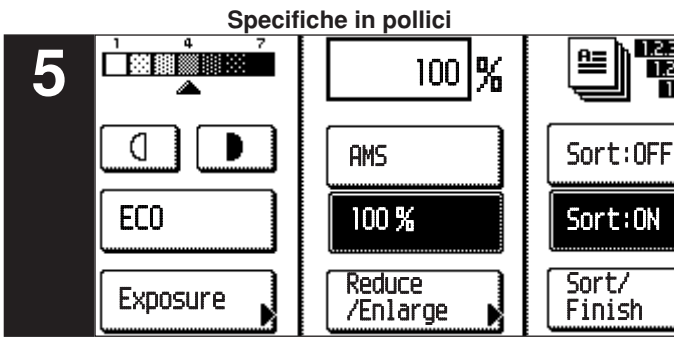 Specifiche in pollici
5
1 4 7
100 %
AMS
100 %
ECO
Exposure
Reduce
/Enlarge
Sort:OFF
Sort:ON
Sort/
Finish